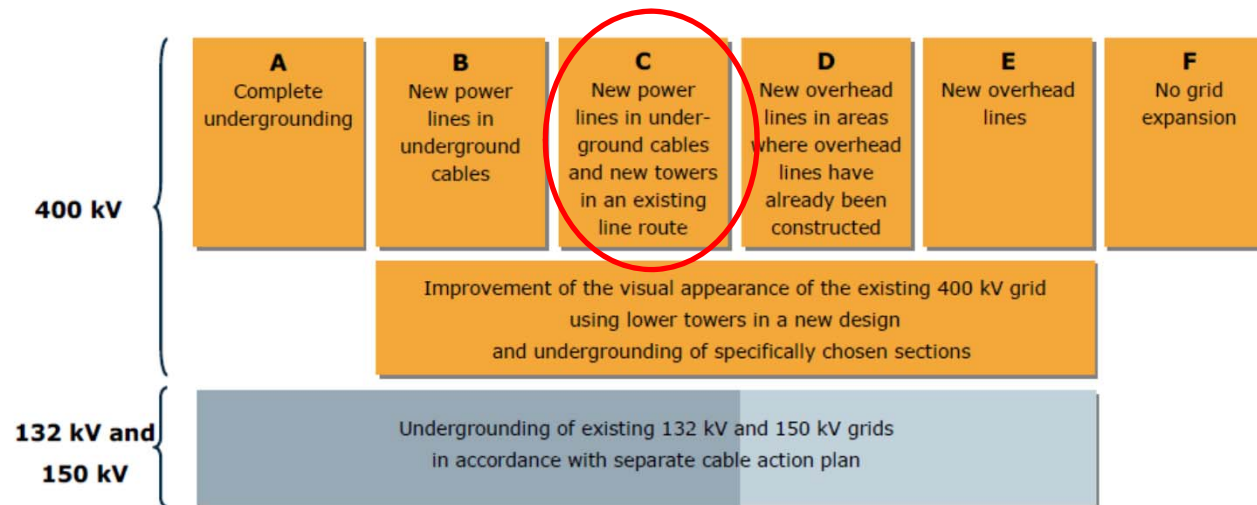 A
Complete
undergrounding
B
New power
lines in
underground
cables
C
New power
lines in under-
ground cables
and new towers
in an existing
line route
D
New overhead
lines in areas
where overhead
lines have
already been
constructed
E
New overhead
lines
F
No grid
expansion
400 kV
Improvement of the visual appearance of the existing 400 kV grid
using lower towers in a new design
and undergrounding of specifically chosen sections
132 kV and
150 kV
Undergrounding of existing 132 kV and 150 kV grids
in accordance with separate cable action plan